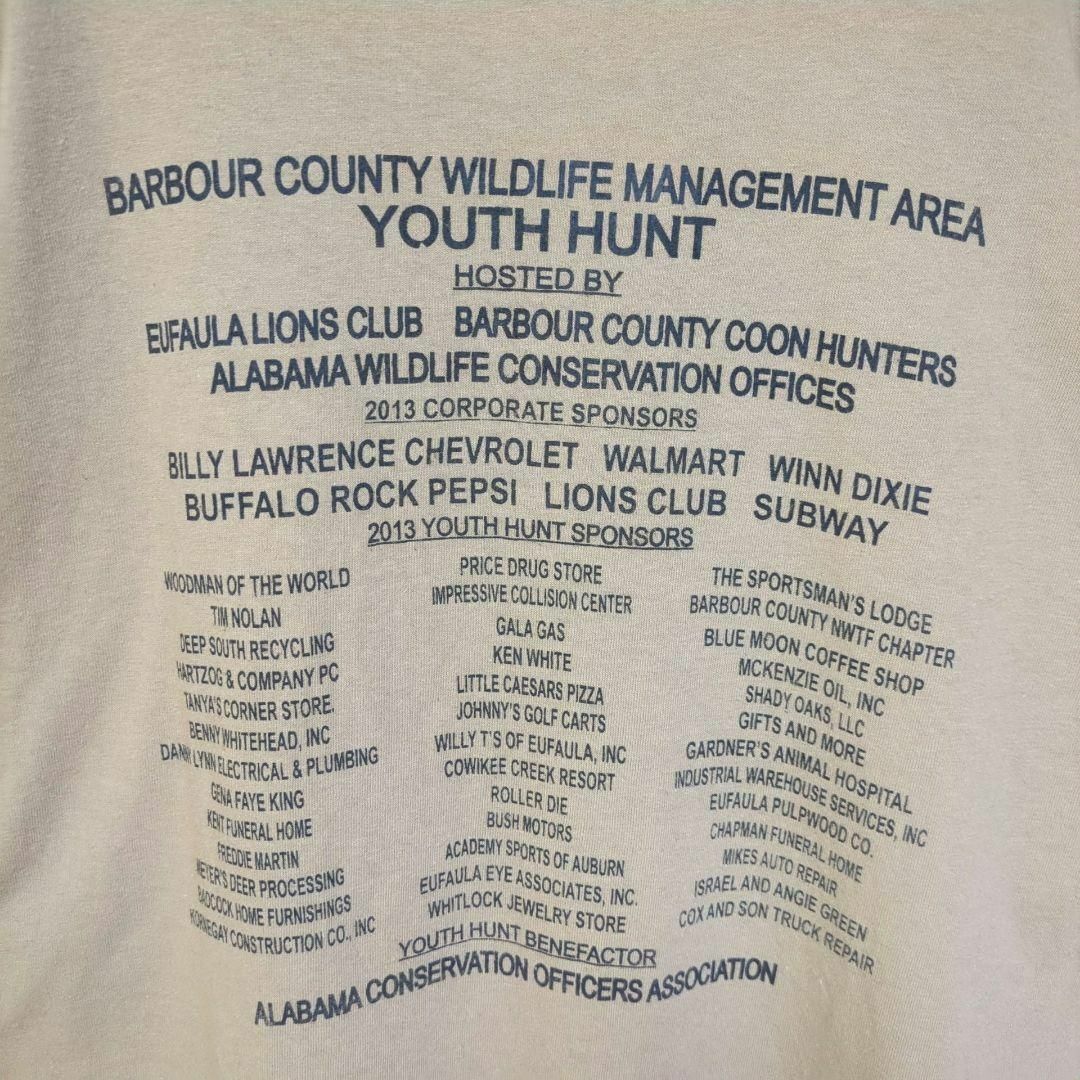 BARBOUR COUNTY WILDLIFE MANAGEMENT AREA
YOUTH HUNT
HOSTED BY
EUFAULA LIONS CLUB BARBOUR COUNTY COON HUNTERS
ALABAMA WILDLIFE CONSERVATION OFFICES
2013 CORPORATE SPONSORS
BILLY LAWRENCE CHEVROLET WALMART WINN DIXIE
BUFFALO ROCK PEPSI LIONS CLUB SUBWAY
2013 YOUTH HUNT SPONSORS
WOODMAN OF THE WORLD
TIM NOLAN
DEEP SOUTH RECYCLING
HARTZOG & COMPANY PC
TANYA'S CORNER STORE.
BENNY WHITEHEAD, INC
DANNY LYNN ELECTRICAL & PLUMBING
GENA FAYE KING
KENT FUNERAL HOME
FREDDIE MARTIN
MEYER'S DEER PROCESSING
BADCOCK HOME FURNISHINGS
KORNEGAY CONSTRUCTION CO., INC
PRICE DRUG STORE
IMPRESSIVE COLLISION CENTER
GALA GAS
KEN WHITE
LITTLE CAESARS PIZZA
JOHNNY'S GOLF CARTS
WILLY T'S OF EUFAULA, INC
COWIKEE CREEK RESORT
ROLLER DIE
BUSH MOTORS
ACADEMY SPORTS OF AUBURN
EUFAULA EYE ASSOCIATES, INC.
WHITLOCK JEWELRY STORE
THE SPORTSMAN'S LODGE
BARBOUR COUNTY NWTF CHAPTER
BLUE MOON COFFEE SHOP
MCKENZIE OIL, INC
SHADY OAKS, LLC
GIFTS AND MORE
GARDNER'S ANIMAL HOSPITAL
INDUSTRIAL WAREHOUSE SERVICES, INC
EUFAULA PULPWOOD CO.
CHAPMAN FUNERAL HOME
MIKES AUTO REPAIR
ISRAEL AND ANGIE GREEN
COX AND SON TRUCK REPAIR
YOUTH HUNT BENEFACTOR
ALABAMA CONSERVATION OFFICERS ASSOCIATION